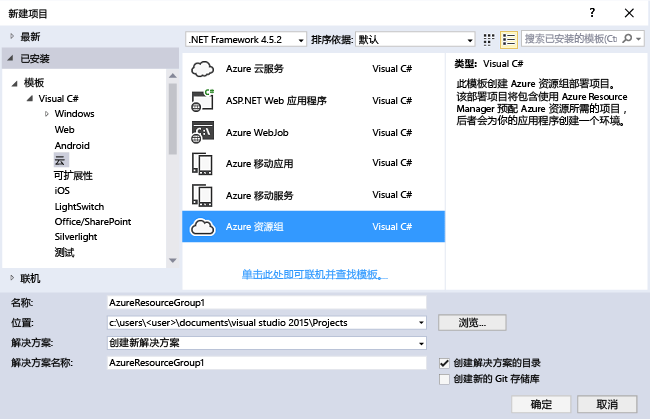 新建项目
? ×
最新
.NET Framework 4.5.2
排序依据: 默认
搜索已安装的模板(Ctr
已安装
模板
Visual C#
Windows
Web
Android
云
可扩展性
iOS
LightSwitch
Office/SharePoint
Silverlight
测试
联机
Azure 云服务 Visual C#
ASP.NET Web 应用程序 Visual C#
Azure WebJob Visual C#
Azure 移动应用 Visual C#
Azure 移动服务 Visual C#
Azure 资源组 Visual C#
单击此处即可联机并查找模板。
类型: Visual C#
此模板创建 Azure 资源组部署项目。
该部署项目将包含使用 Azure Resource
Manager 预配 Azure 资源所需的项目，
后者会为你的应用程序创建一个环境。
名称: AzureResourceGroup1
位置: c:\users\<user>\documents\visual studio 2015\Projects 浏览...
解决方案: 创建新解决方案
解决方案名称: AzureResourceGroup1
创建解决方案的目录
创建新的 Git 存储库
确定 取消